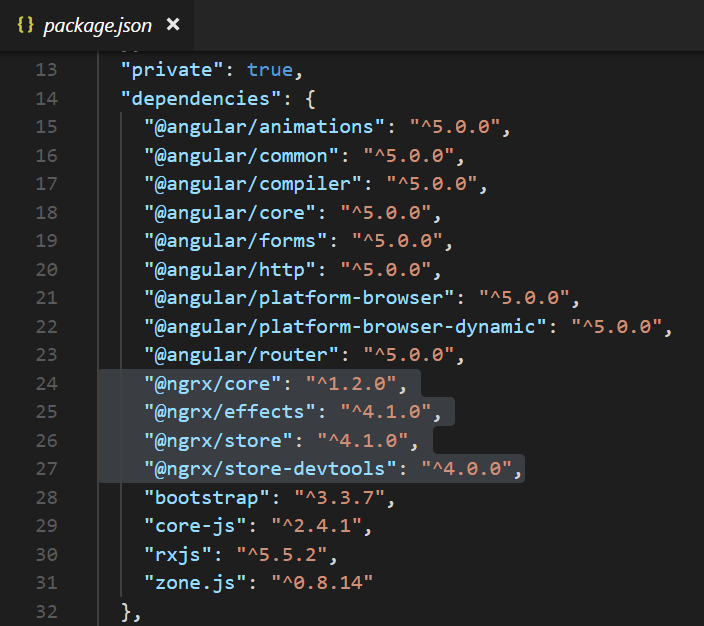 {} package.json ×
13 "private": true,
14 "dependencies": {
15 "@angular/animations": "^5.0.0",
16 "@angular/common": "^5.0.0",
17 "@angular/compiler": "^5.0.0",
18 "@angular/core": "^5.0.0",
19 "@angular/forms": "^5.0.0",
20 "@angular/http": "^5.0.0",
21 "@angular/platform-browser": "^5.0.0",
22 "@angular/platform-browser-dynamic": "^5.0.0",
23 "@angular/router": "^5.0.0",
24 "@ngrx/core": "^1.2.0",
25 "@ngrx/effects": "^4.1.0",
26 "@ngrx/store": "^4.1.0",
27 "@ngrx/store-devtools": "^4.0.0",
28 "bootstrap": "^3.3.7",
29 "core-js": "^2.4.1",
30 "rxjs": "^5.5.2",
31 "zone.js": "^0.8.14"
32 },